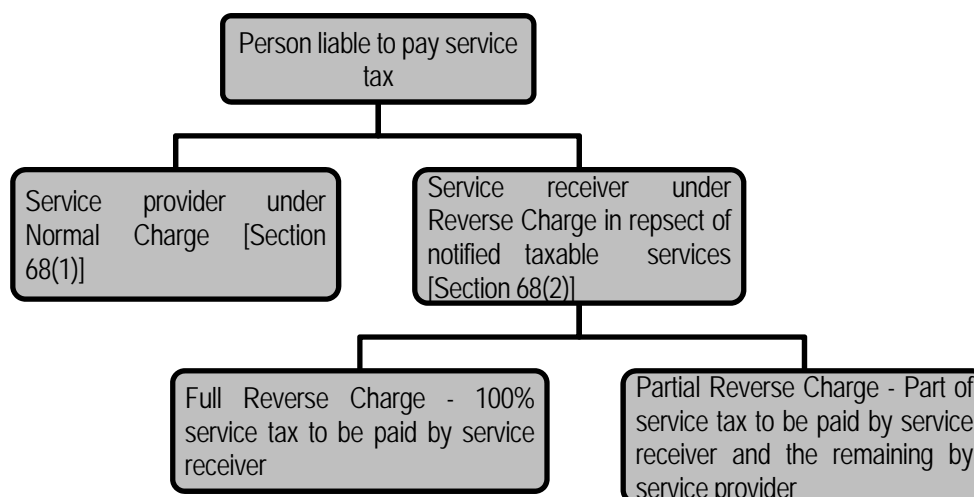 Person liable to pay service
tax
Service provider under
Normal Charge [Section
68(1)]
Service receiver under
Reverse Charge in repsect of
notified taxable services
[Section 68(2)]
Full Reverse Charge - 100%
service tax to be paid by service
receiver
Partial Reverse Charge - Part of
service tax to be paid by service
receiver and the remaining by
service provider